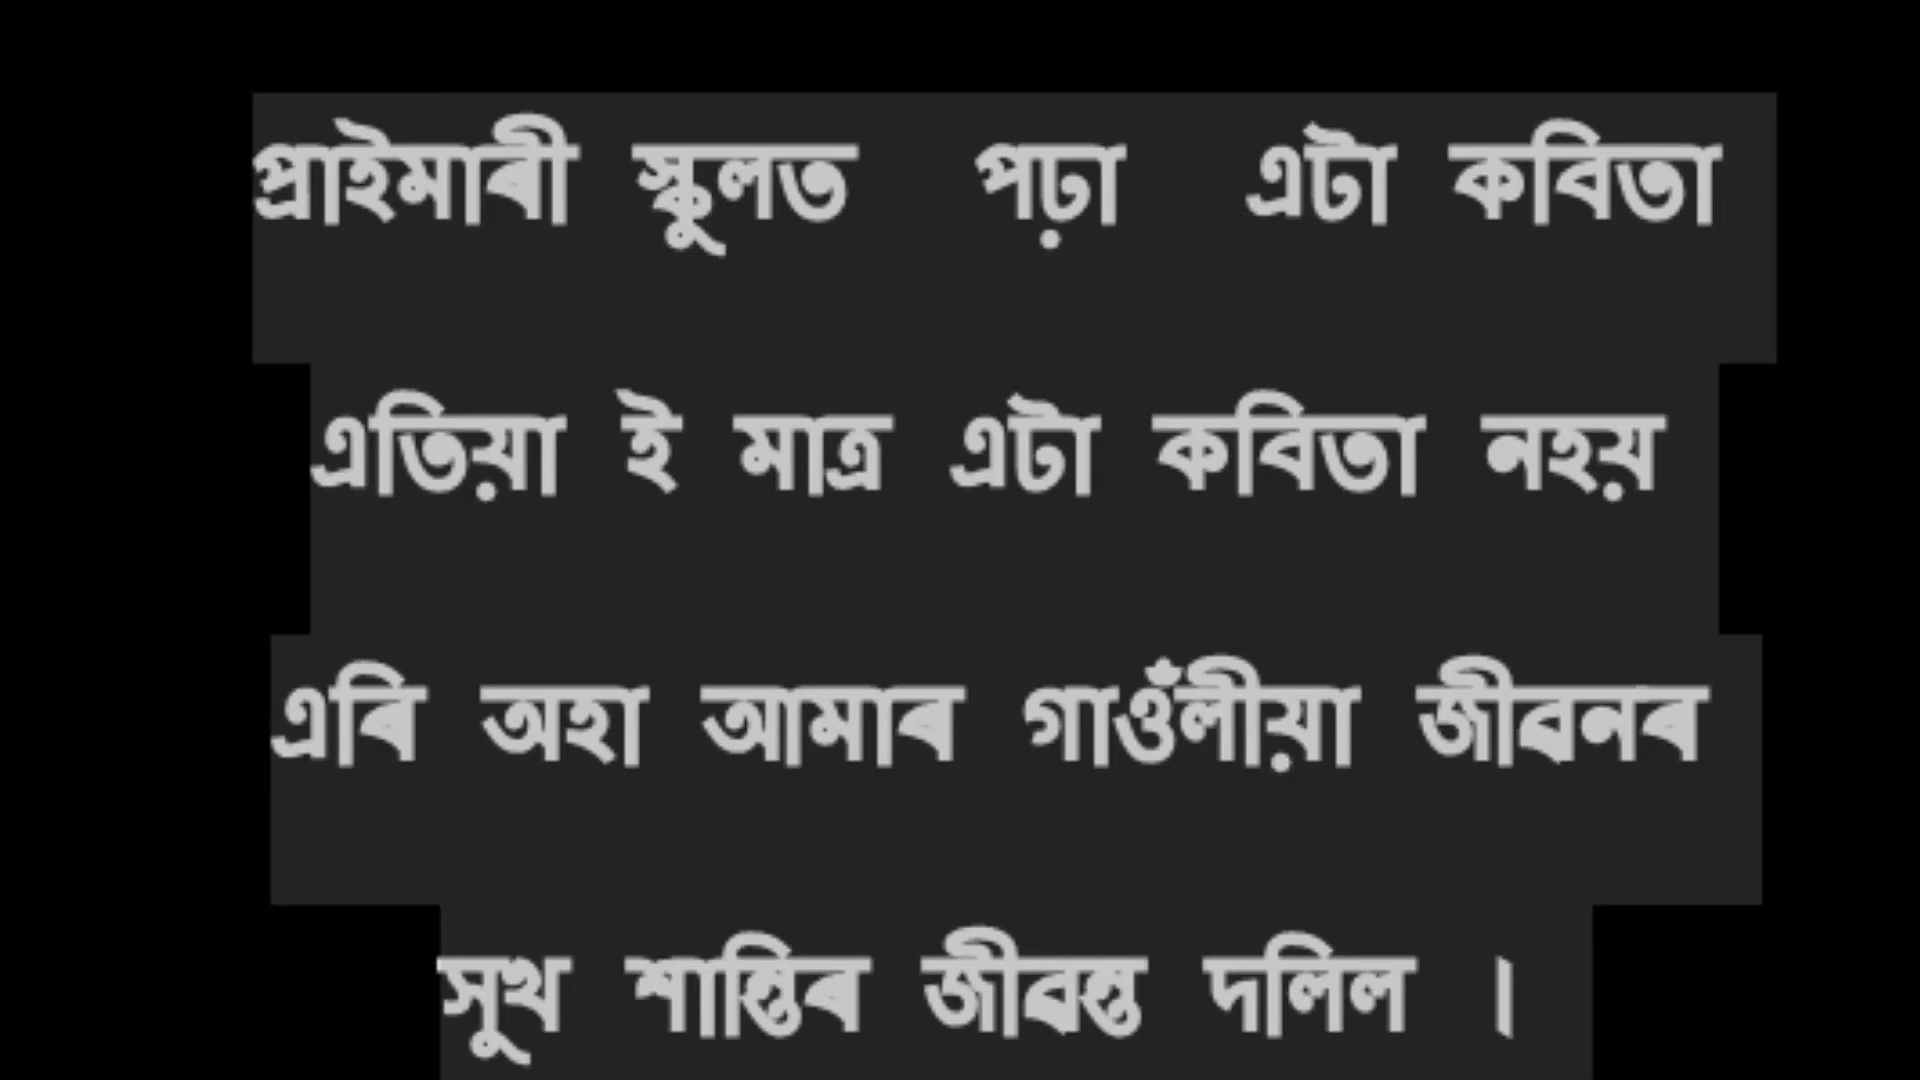 প্ৰাইমাৰী স্কুলত পঢ়া এটা কবিতা
এতিয়া ই মাত্ৰ এটা কবিতা নহয়
এৰি অহা আমাৰ গাওঁলীয়া জীৱনৰ
সুখ শান্তিৰ জীৱন্ত দলিল ।